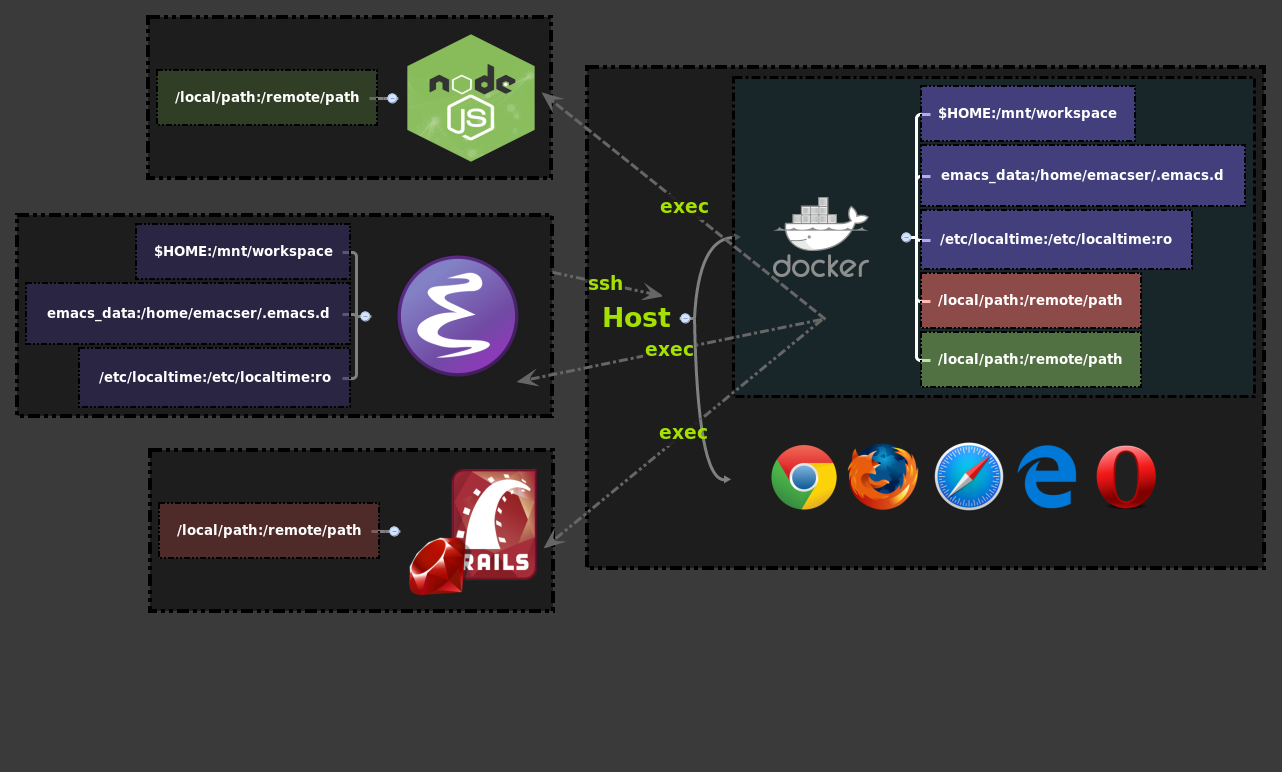 node
JS
/local/path:/remote/path
$HOME:/mnt/workspace
emacs_data:/home/emacser/.emacs.d
/etc/localtime:/etc/localtime:ro
/local/path:/remote/path
RAILS
exec
ssh
Host
exec
exec
docker
$HOME:/mnt/workspace
emacs_data:/home/emacser/.emacs.d
/etc/localtime:/etc/localtime:ro
/local/path:/remote/path
/local/path:/remote/path